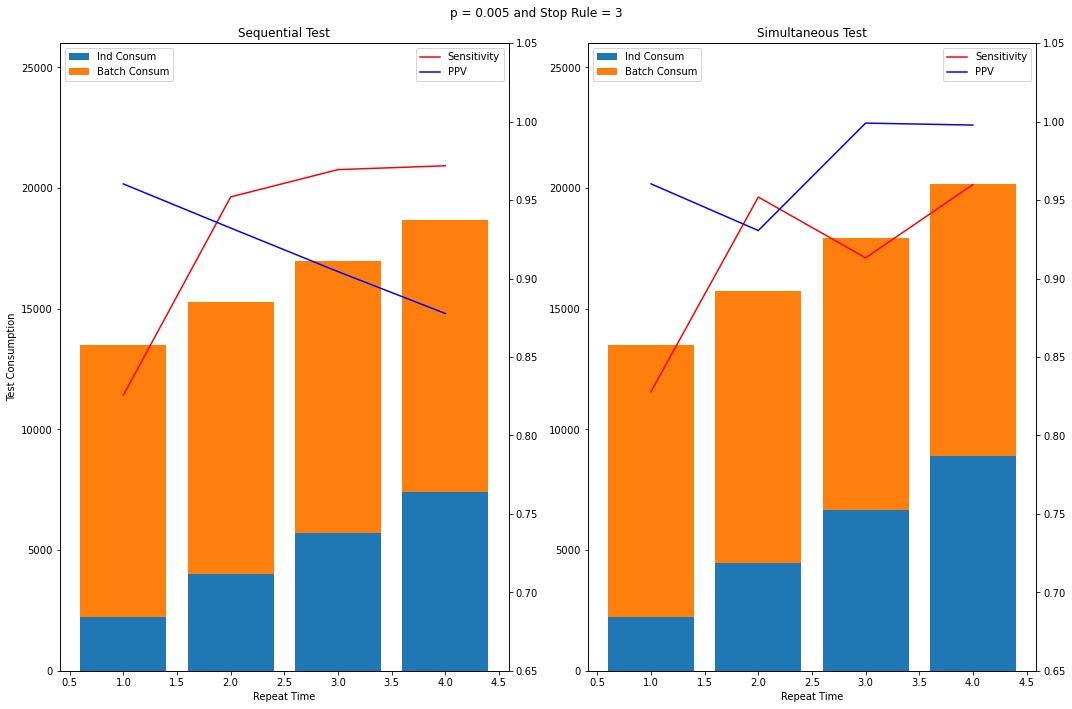 p = 0.005 and Stop Rule = 3
Sequential Test
Ind Consum
Batch Consum
Sensitivity
PPV
25000
20000
15000
10000
5000
0
Test Consumption
1.05
1.00
0.95
0.90
0.85
0.80
0.75
0.70
0.65
0.5 1.0 1.5 2.0 2.5 3.0 3.5 4.0 4.5
Repeat Time
Simultaneous Test
Ind Consum
Batch Consum
Sensitivity
PPV
25000
20000
15000
10000
5000
0
1.05
1.00
0.95
0.90
0.85
0.80
0.75
0.70
0.65
0.5 1.0 1.5 2.0 2.5 3.0 3.5 4.0 4.5
Repeat Time